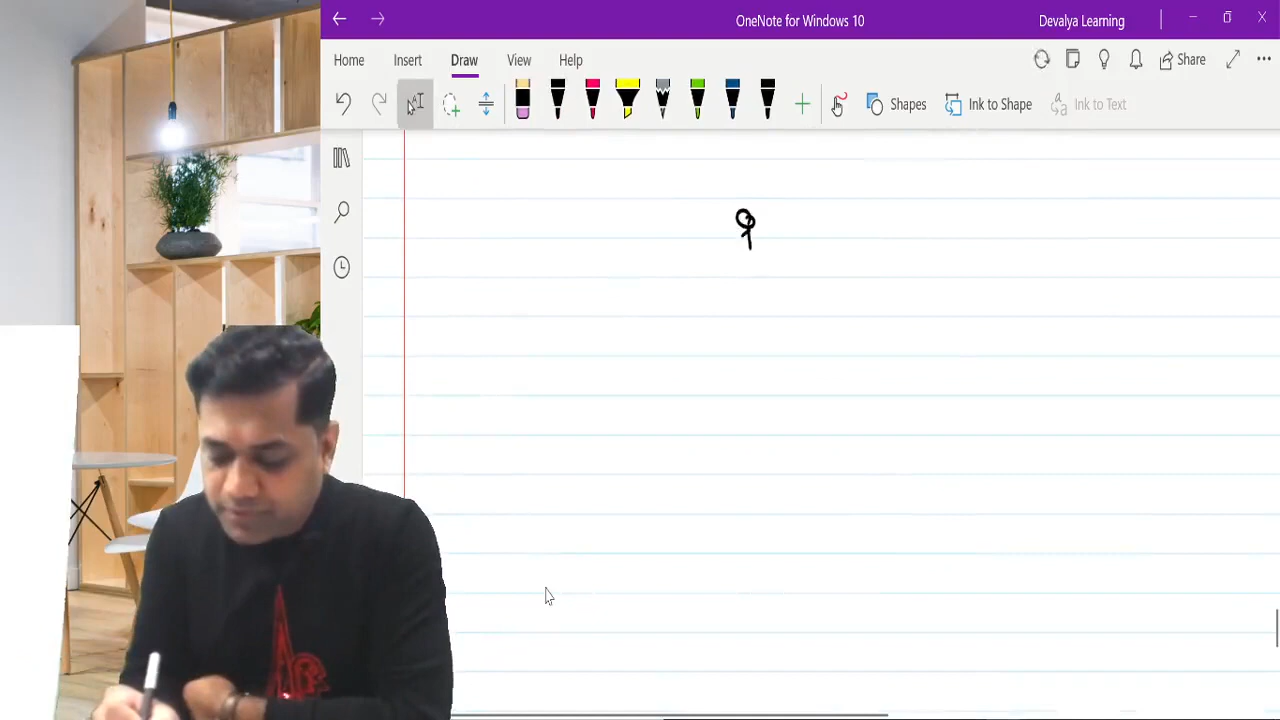 OneNote for Windows 10
Devalya Learning
Home Insert Draw View Help
Share
Shapes
Ink to Shape
Ink to Text